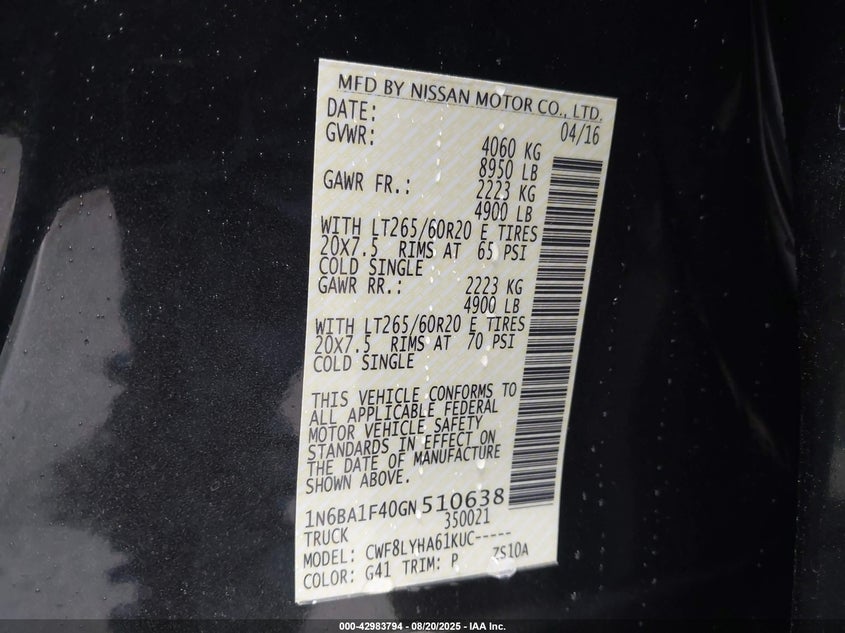 MFD BY NISSAN MOTOR CO., LTD.
DATE: 04/16
GVWR: 4060 KG
8950 LB
GAWR FR.: 2223 KG
4900 LB
WITH LT265/60R20 E TIRES
20X7.5 RIMS AT 65 PSI
COLD SINGLE
GAWR RR.: 2223 KG
4900 LB
WITH LT265/60R20 E TIRES
20X7.5 RIMS AT 70 PSI
COLD SINGLE
THIS VEHICLE CONFORMS TO
ALL APPLICABLE FEDERAL
MOTOR VEHICLE SAFETY
STANDARDS IN EFFECT ON
THE DATE OF MANUFACTURE
SHOWN ABOVE.
1N6BA1F40GN510638
350021
TRUCK
MODEL: CWF8LYHA61KUC-----
ZS10A
COLOR: G41 TRIM: P
000-42983794 - 08/20/2025 - IAA Inc.